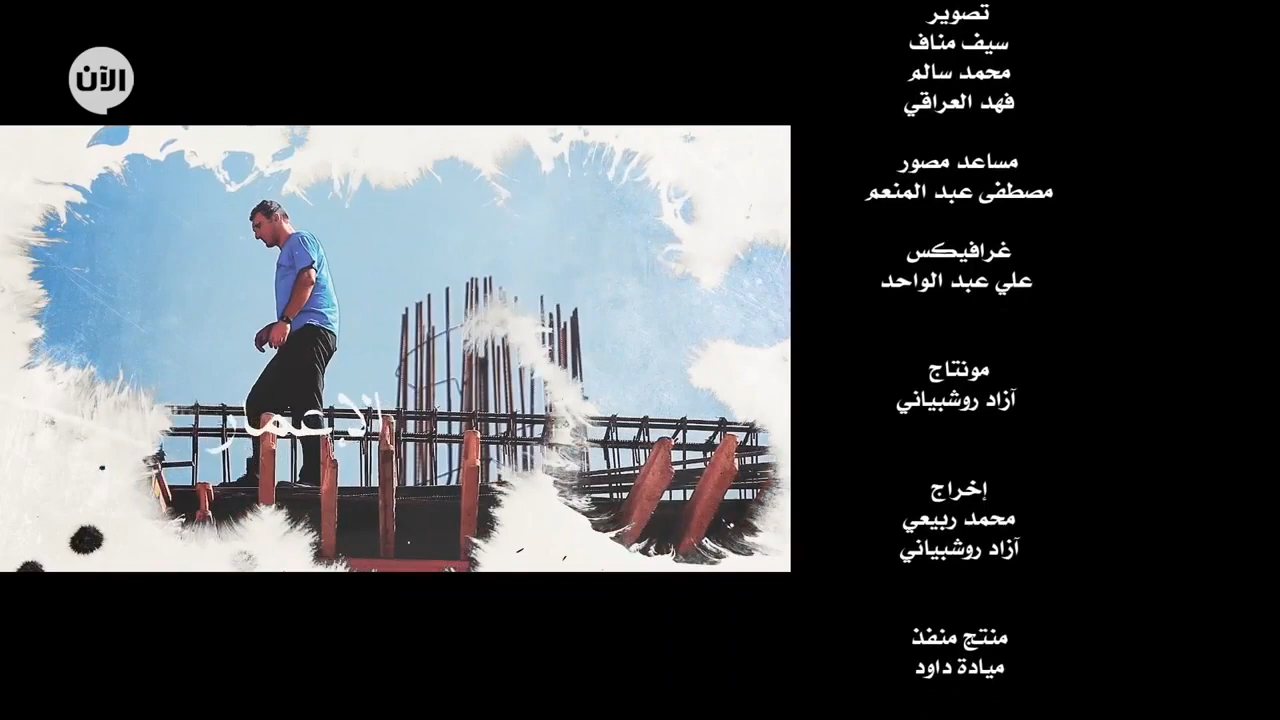 الآن
تصوير
سيف مناف
محمد سالم
فهد العراقي
مساعد مصور
مصطفى عبد المنعم
غرافيكس
علي عبد الواحد
مونتاج
آزاد روشبياني
إخراج
محمد ربيعي
آزاد روشبياني
منتج منفذ
ميادة داود
الإعمار